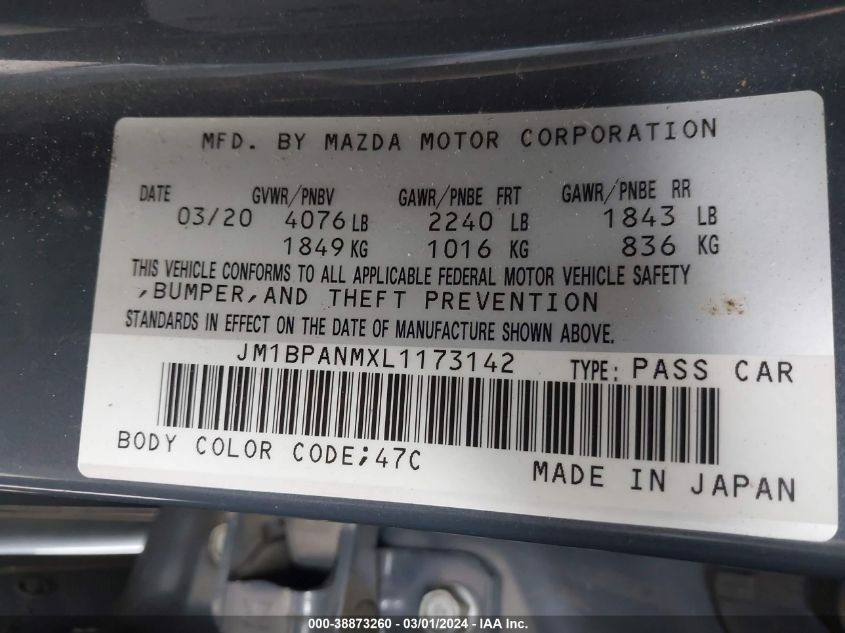 MFD. BY MAZDA MOTOR CORPORATION
DATE GVWR/PNBV GAWR/PNBE FRT GAWR/PNBE RR
03/20 4076 LB 2240 LB 1843 LB
1849 KG 1016 KG 836 KG
THIS VEHICLE CONFORMS TO ALL APPLICABLE FEDERAL MOTOR VEHICLE SAFETY
,BUMPER,AND THEFT PREVENTION
STANDARDS IN EFFECT ON THE DATE OF MANUFACTURE SHOWN ABOVE.
JM1BPANMXL1173142 TYPE: PASS CAR
BODY COLOR CODE;47C
MADE IN JAPAN
000-38873260 - 03/01/2024 - IAA, Inc.